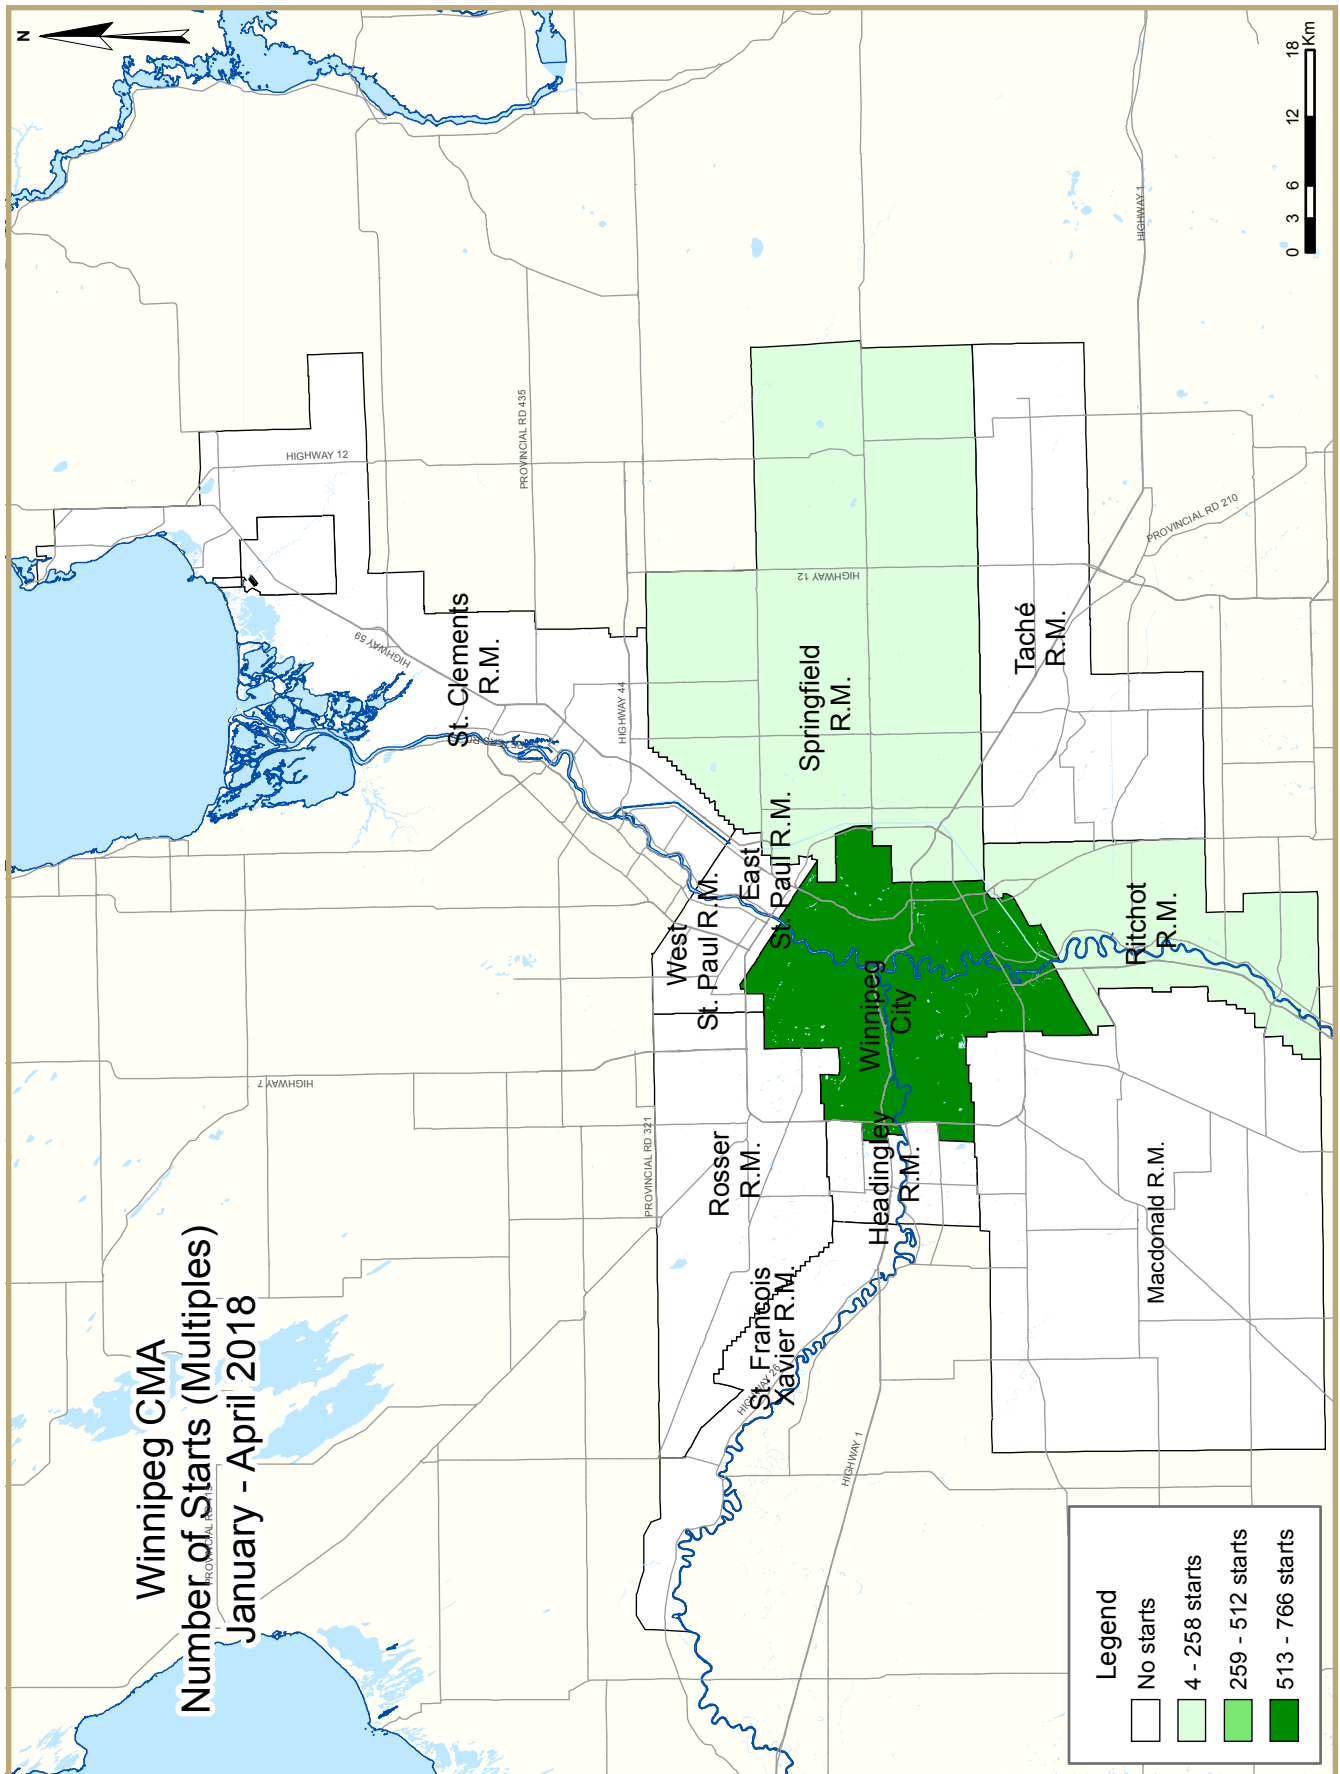 Winnipeg CMA
Number of Starts (Multiples)
January - April 2018
PROVINCIAL RD
N
HIGHWAY 12
PROVINCIAL RD 435
HIGHWAY 59
St. Clements
R.M.
HIGHWAY 44
HIGHWAY 7
PROVINCIAL RD 321
West
St. Paul R.M.
East
St. Paul R.M.
Springfield
R.M.
HIGHWAY 12
Rosser
R.M.
St. Francois
Xavier R.M.
HIGHWAY 26
HIGHWAY 1
Headingley
R.M.
Winnipeg
City
Taché
R.M.
HIGHWAY 1
PROVINCIAL RD 210
Ritchot
R.M.
Macdonald R.M.
Legend
No starts
4 - 258 starts
259 - 512 starts
513 - 766 starts
0 3 6 12 18
Km